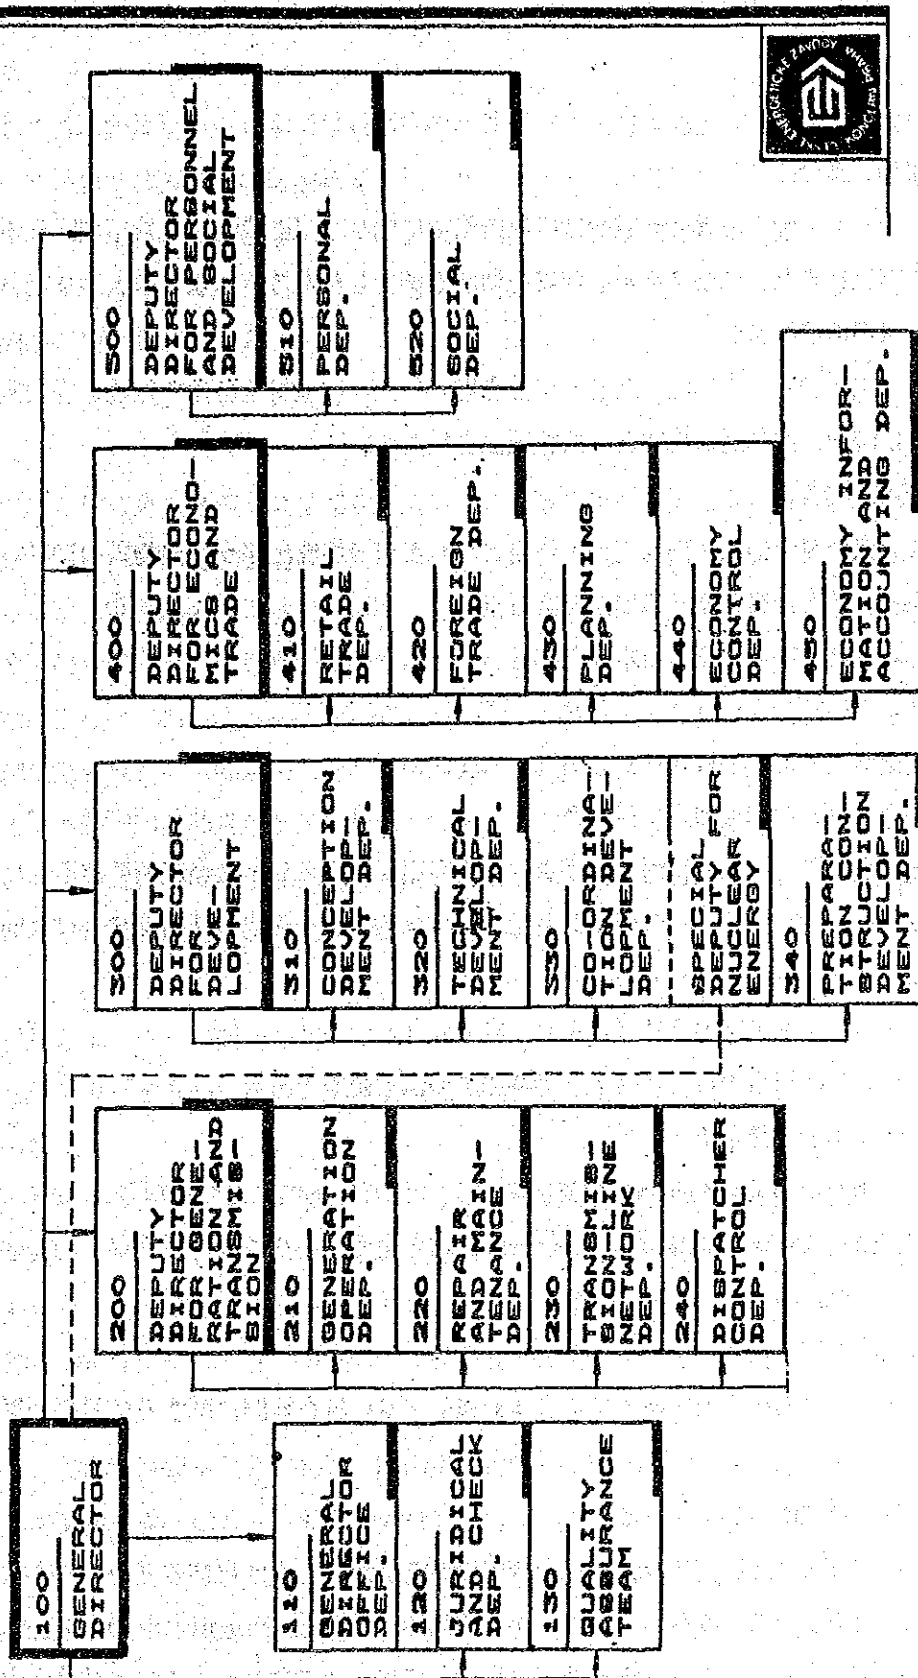 100
GENERAL
DIRECTOR
110
GENERAL
DIRECTOR
OFFICE
DEP.
120
JURIDICAL
AND CHECK
DEP.
130
QUALITY
ASSURANCE
TEAM
200
DEPUTY
DIRECTOR
FOR GENE-
RATION AND
TRANSMIS-
SION
210
GENERATION
OPERATION
DEP.
220
REPAIR
AND MAIN-
TENANCE
DEP.
230
TRANSMIS-
SION-LINE
NETWORK
DEP.
240
DISPATCHER
CONTROL
DEP.
300
DEPUTY
DIRECTOR
FOR
DEVE-
LOPMENT
310
CONCEPTION
DEVELOP-
MENT DEP.
320
TECHNICAL
DEVELOP-
MENT DEP.
330
CO-ORDINA-
TION DEVE-
LOPMENT
DEP.
SPECIAL
DEPUTY FOR
NUCLEAR
ENERGY
340
PREPARA-
TION CON-
STRUCTION
DEVELOP-
MENT DEP.
400
DEPUTY
DIRECTOR
FOR ECONO-
MICS AND
TRADE
410
RETAIL
TRADE
DEP.
420
FOREIGN
TRADE DEP.
430
PLANNING
DEP.
440
ECONOMY
CONTROL
DEP.
450
ECONOMY INFOR-
MATION AND
ACCOUNTING DEP.
500
DEPUTY
DIRECTOR
FOR PERSONNEL
AND SOCIAL
DEVELOPMENT
510
PERSONAL
DEP.
520
SOCIAL
DEP.
ENERGETICKE ZAVODY